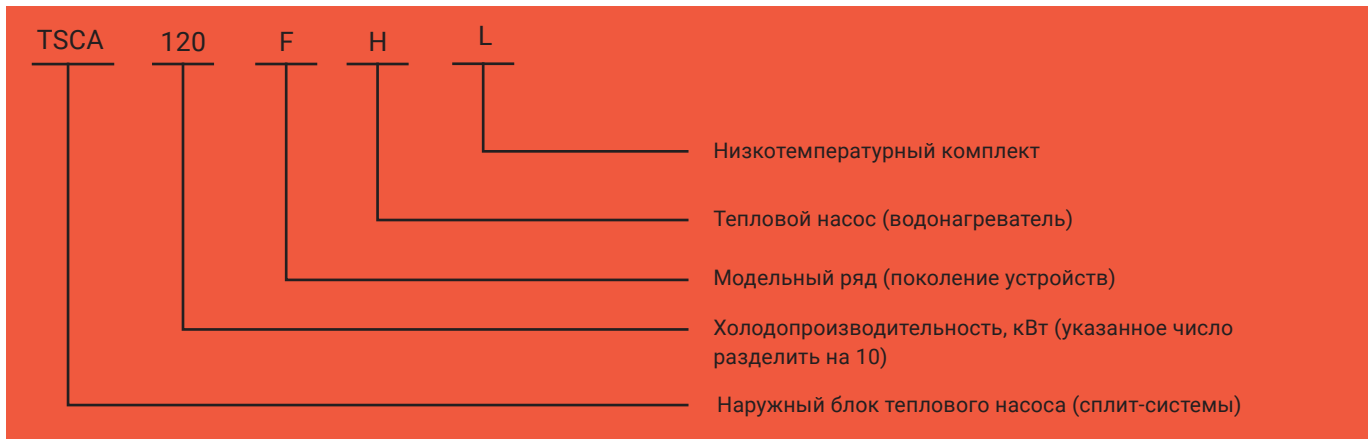 TSCA 120 F H L
Низкотемпературный комплект
Тепловой насос (водонагреватель)
Модельный ряд (поколение устройств)
Холодопроизводительность, кВт (указанное число
разделить на 10)
Наружный блок теплового насоса (сплит-системы)